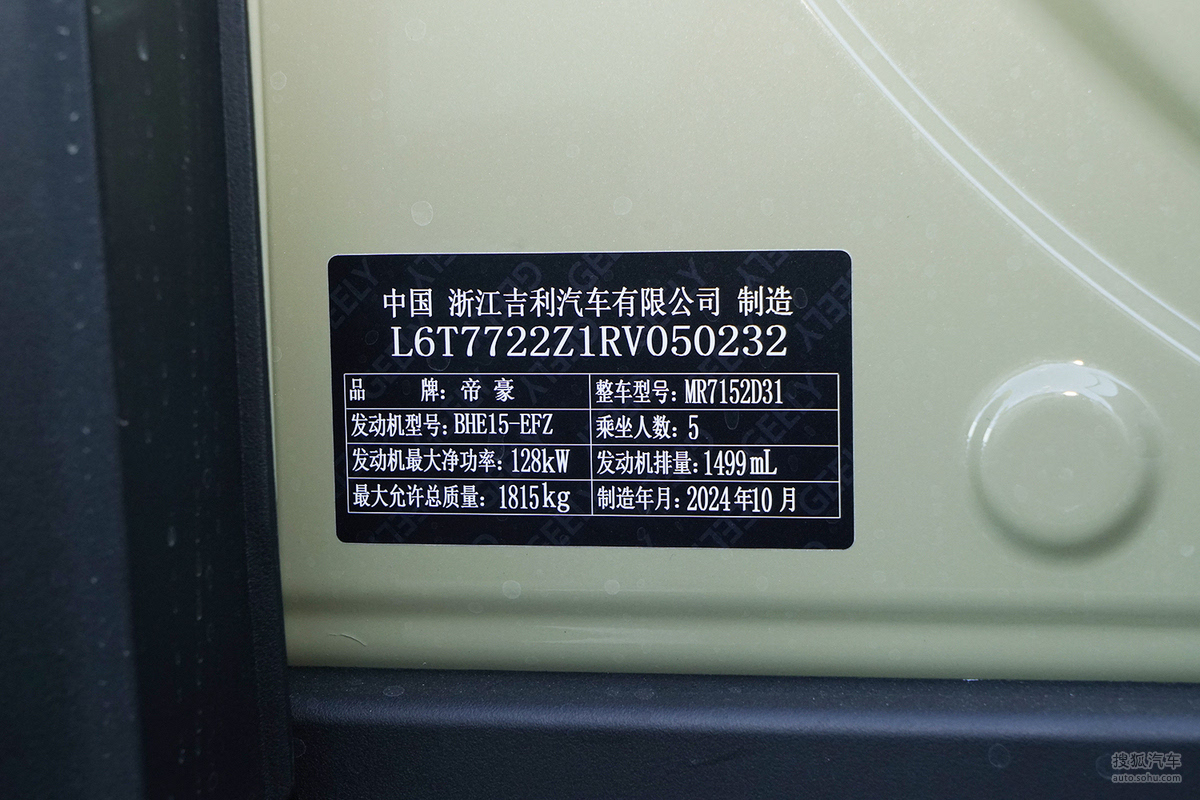 中国 浙江吉利汽车有限公司 制造
L6T7722Z1RV050232
品 牌：帝 豪 整车型号：MR7152D31
发动机型号：BHE15-EFZ 乘坐人数：5
发动机最大净功率：128kW 发动机排量：1499mL
最大允许总质量：1815kg 制造年月：2024年10月
搜狐汽车
auto.sohu.com